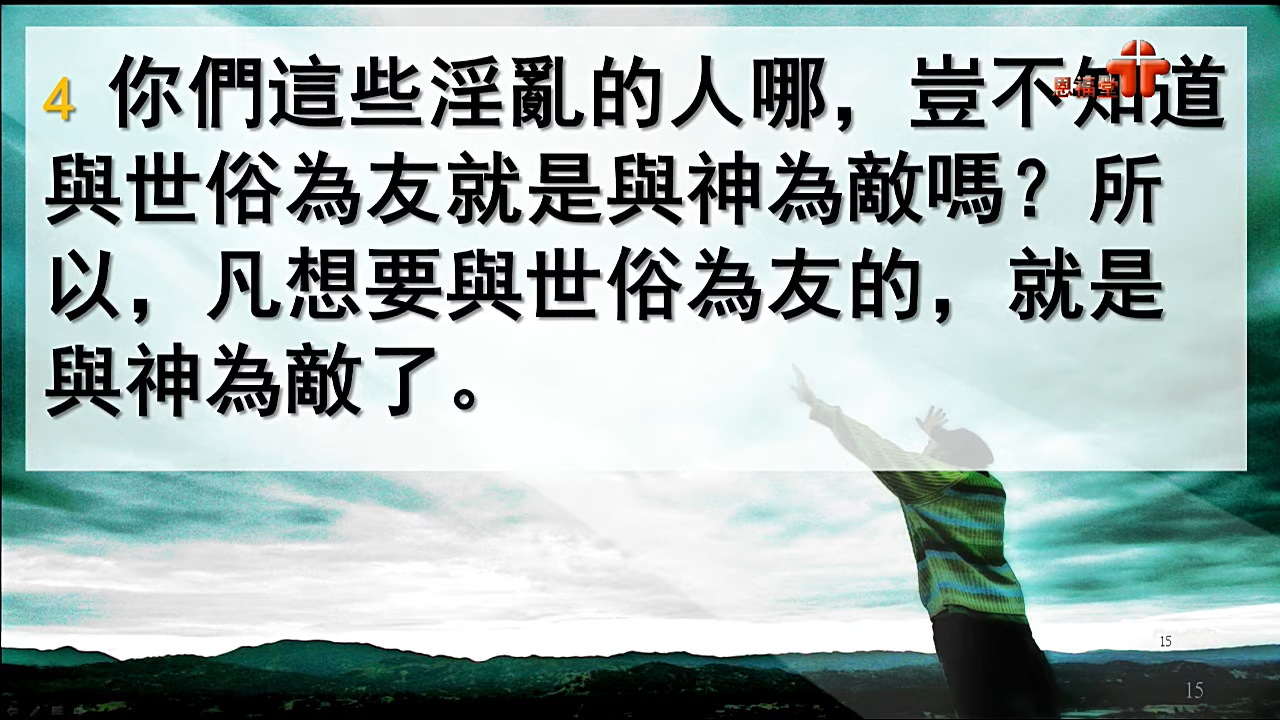 4 你們這些淫亂的人哪，豈不知道
與世俗為友就是與神為敵嗎？所
以，凡想要與世俗為友的，就是
與神為敵了。
恩福堂
15
15